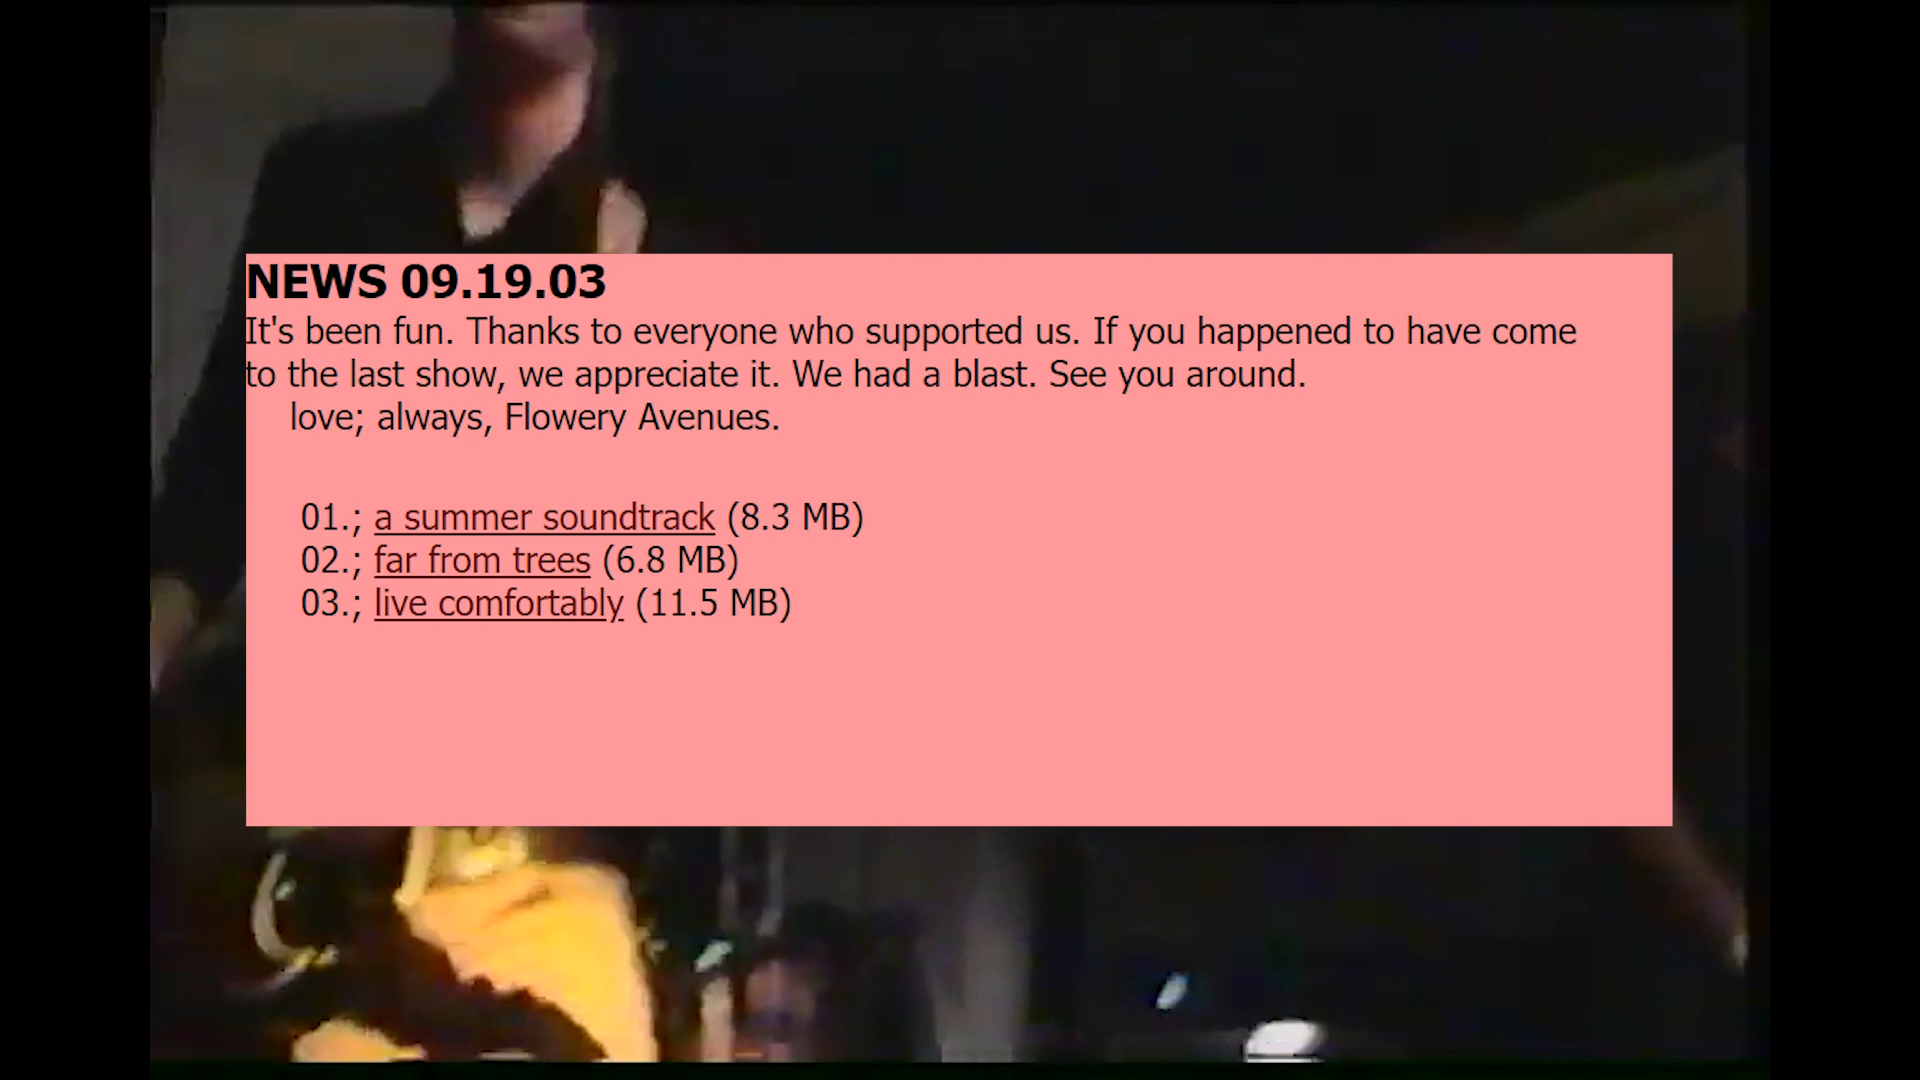 NEWS 09.19.03
It's been fun. Thanks to everyone who supported us. If you happened to have come
to the last show, we appreciate it. We had a blast. See you around.
love; always, Flowery Avenues.
01.; a summer soundtrack (8.3 MB)
02.; far from trees (6.8 MB)
03.; live comfortably (11.5 MB)